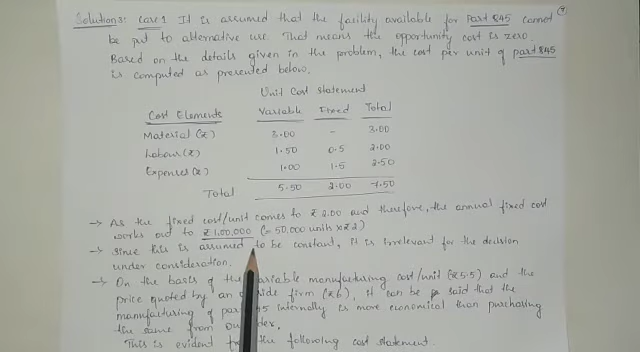 Solutions: Case 1 It is assumed that the facility available for Part 845 cannot
be put to alternative use. That means the opportunity cost is zero.
Based on the details given in the problem, the cost per unit of part 845
is computed as presented below.
Unit Cost Statement
Cost Elements Variable Fixed Total
Material (₹) 3.00 - 3.00
Labour (₹) 1.50 0.5 2.00
Expenses (₹) 1.00 1.5 2.50
Total 5.50 2.00 7.50
→ As the fixed cost/unit comes to ₹ 2.00 and therefore, the annual fixed cost
works out to ₹ 1,00,000 (= 50,000 units x ₹ 2)
→ Since this is assumed to be constant, it is irrelevant for the decision
under consideration.
→ On the basis of the variable manufacturing cost/unit (₹5.5) and the
price quoted by an side firm (₹6), it can be said that the
manufacturing of part 45 internally is more economical than purchasing
the same from
This is evident the following cost statement.